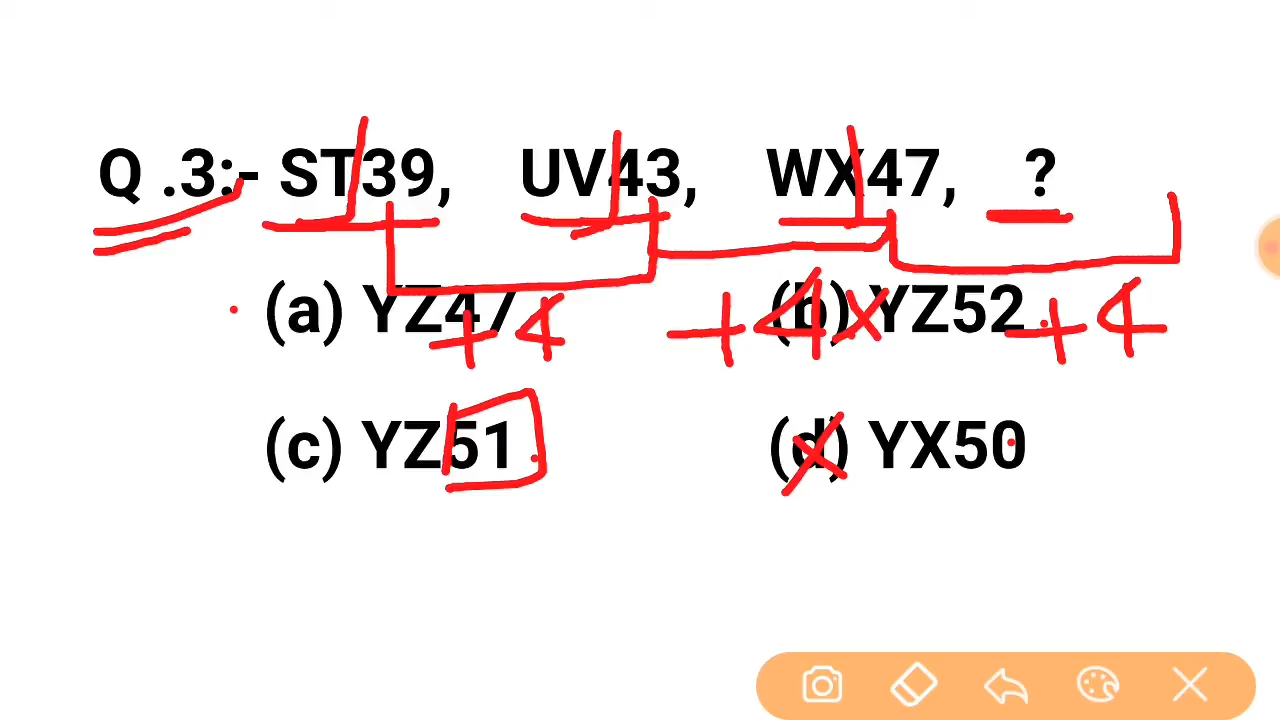 Q .3:- ST39, UV43, WX47, ?
(a) YZ47 (b) YZ52
+4 +4 +4
(c) YZ51 (d) YX50